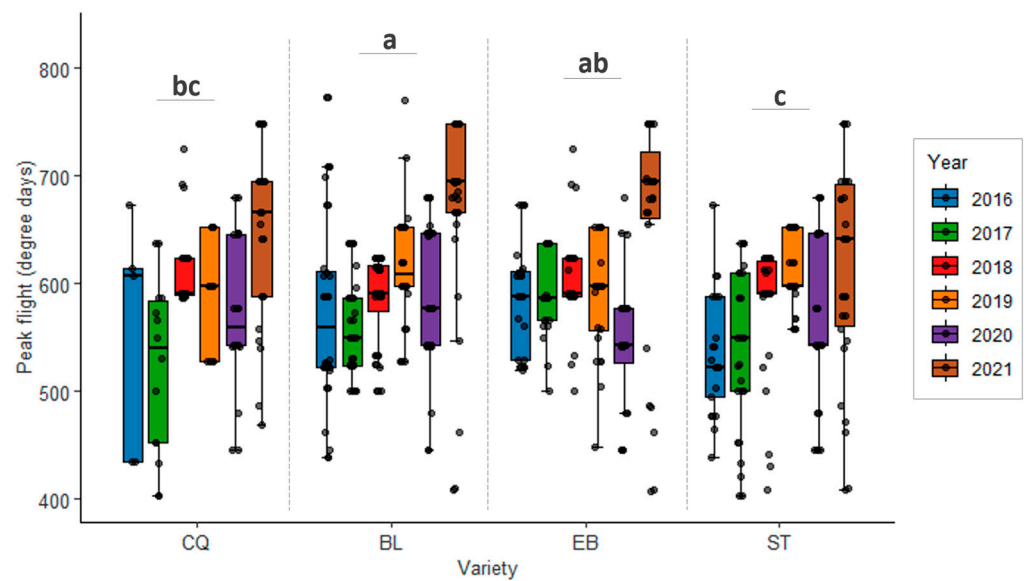 800
700
600
500
400
Peak flight (degree days)
bc
a
ab
c
CQ
BL
EB
ST
Variety
Year
2016
2017
2018
2019
2020
2021